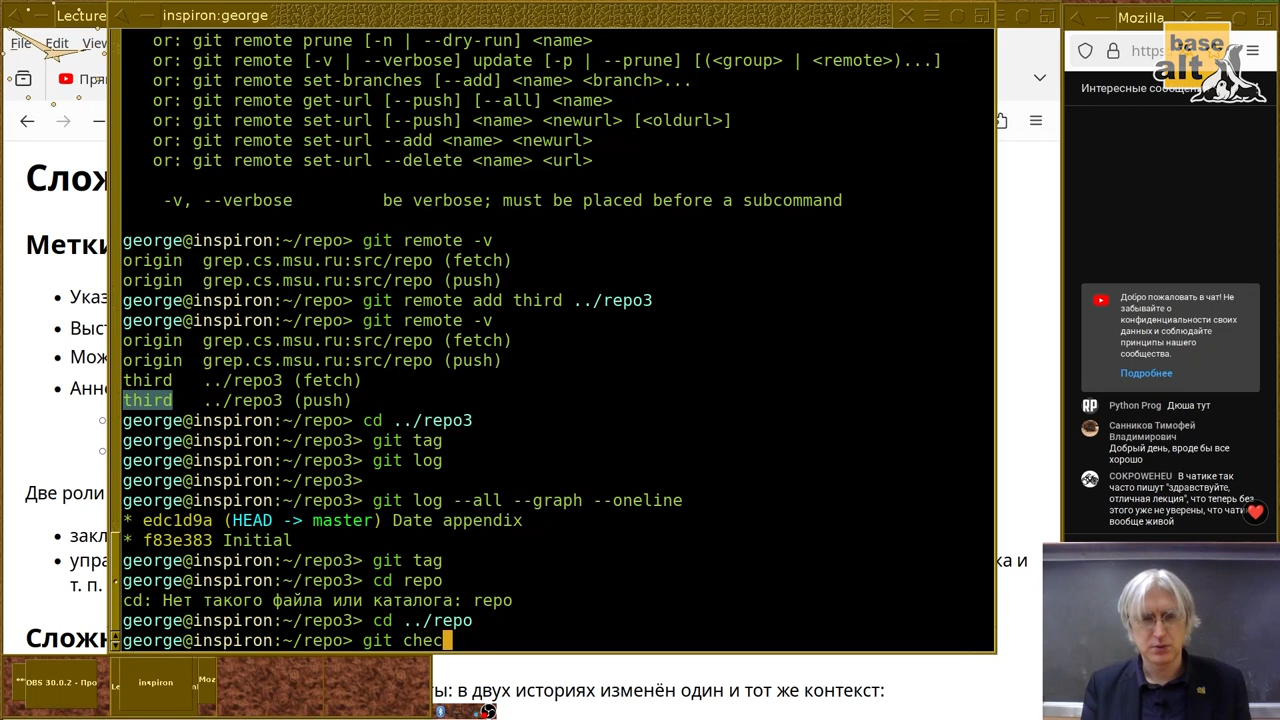 Lecture
inspiron:george
Mozilla
File Edit View
https
base
alt
Интересные сообщен
Сло
Метк
Указ
Выст
Мож
Две роли
закл
упра
т. п.
ка и
Сложн
or: git remote prune [-n | --dry-run] <name>
or: git remote [-v | --verbose] update [-p | --prune] [(<group> | <remote>)...]
or: git remote set-branches [--add] <name> <branch>...
or: git remote get-url [--push] [--all] <name>
or: git remote set-url [--push] <name> <newurl> [<oldurl>]
or: git remote set-url --add <name> <newurl>
or: git remote set-url --delete <name> <url>
-v, --verbose        be verbose; must be placed before a subcommand
george@inspiron:~/repo> git remote -v
origin  grep.cs.msu.ru:src/repo (fetch)
origin  grep.cs.msu.ru:src/repo (push)
george@inspiron:~/repo> git remote add third ../repo3
george@inspiron:~/repo> git remote -v
origin  grep.cs.msu.ru:src/repo (fetch)
origin  grep.cs.msu.ru:src/repo (push)
third   ../repo3 (fetch)
third   ../repo3 (push)
george@inspiron:~/repo> cd ../repo3
george@inspiron:~/repo3> git tag
george@inspiron:~/repo3> git log
george@inspiron:~/repo3>
george@inspiron:~/repo3> git log --all --graph --oneline
* edc1d9a (HEAD -> master) Date appendix
* f83e383 Initial
george@inspiron:~/repo3> git tag
george@inspiron:~/repo3> cd repo
cd: Нет такого файла или каталога: repo
george@inspiron:~/repo3> cd ../repo
george@inspiron:~/repo> git chec
Добро пожаловать в чат! Не
забывайте о
конфиденциальности своих
данных и соблюдайте
принципы нашего
сообщества.
Подробнее
Python Prog Дюша тут
Санников Тимофей
Владимирович
Добрый день, вроде бы все
хорошо
COKPOWEHEU В чатике так
часто пишут "здравствуйте,
отличная лекция", что теперь без
этого уже не уверены, что чати
вообще живой
OBS 30.0.2 - Про
inspiron
Moz
ты: в двух историях изменён один и тот же контекст: